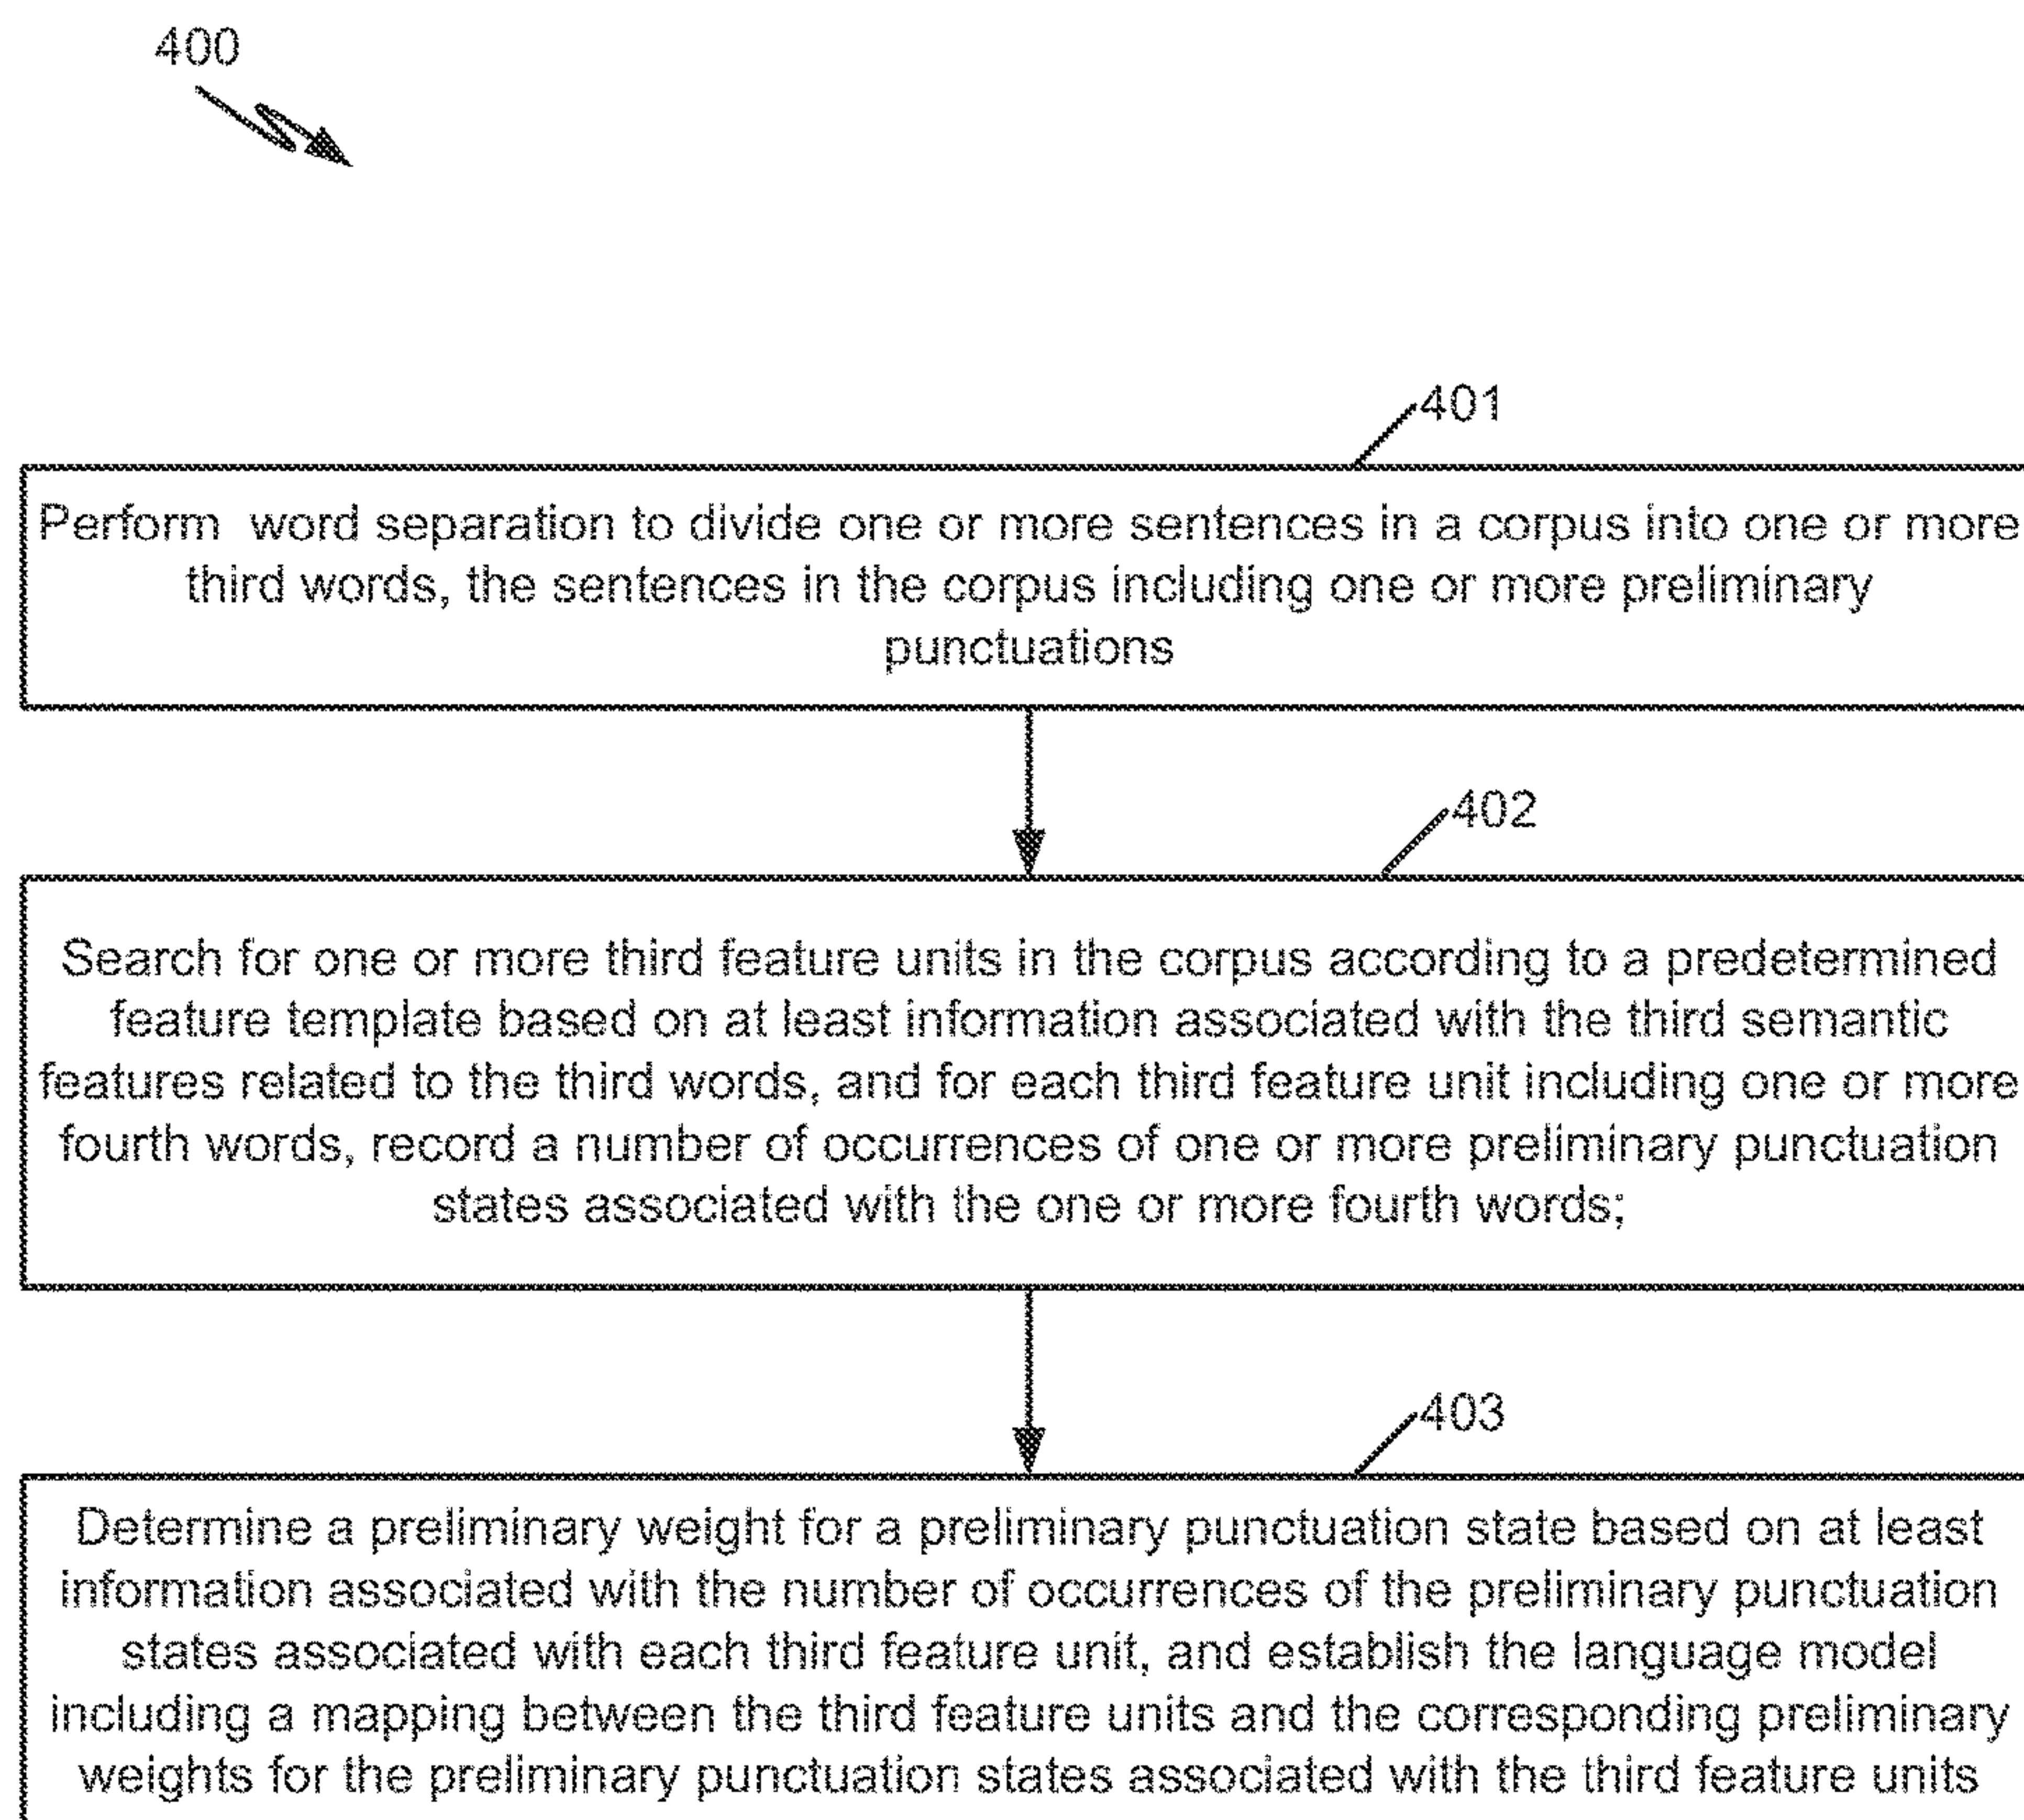 400
401
Perform word separation to divide one or more sentences in a corpus into one or more
third words, the sentences in the corpus including one or more preliminary
punctuations
402
Search for one or more third feature units in the corpus according to a predetermined
feature template based on at least information associated with the third semantic
features related to the third words, and for each third feature unit including one or more
fourth words, record a number of occurrences of one or more preliminary punctuation
states associated with the one or more fourth words;
403
Determine a preliminary weight for a preliminary punctuation state based on at least
information associated with the number of occurrences of the preliminary punctuation
states associated with each third feature unit, and establish the language model
including a mapping between the third feature units and the corresponding preliminary
weights for the preliminary punctuation states associated with the third feature units